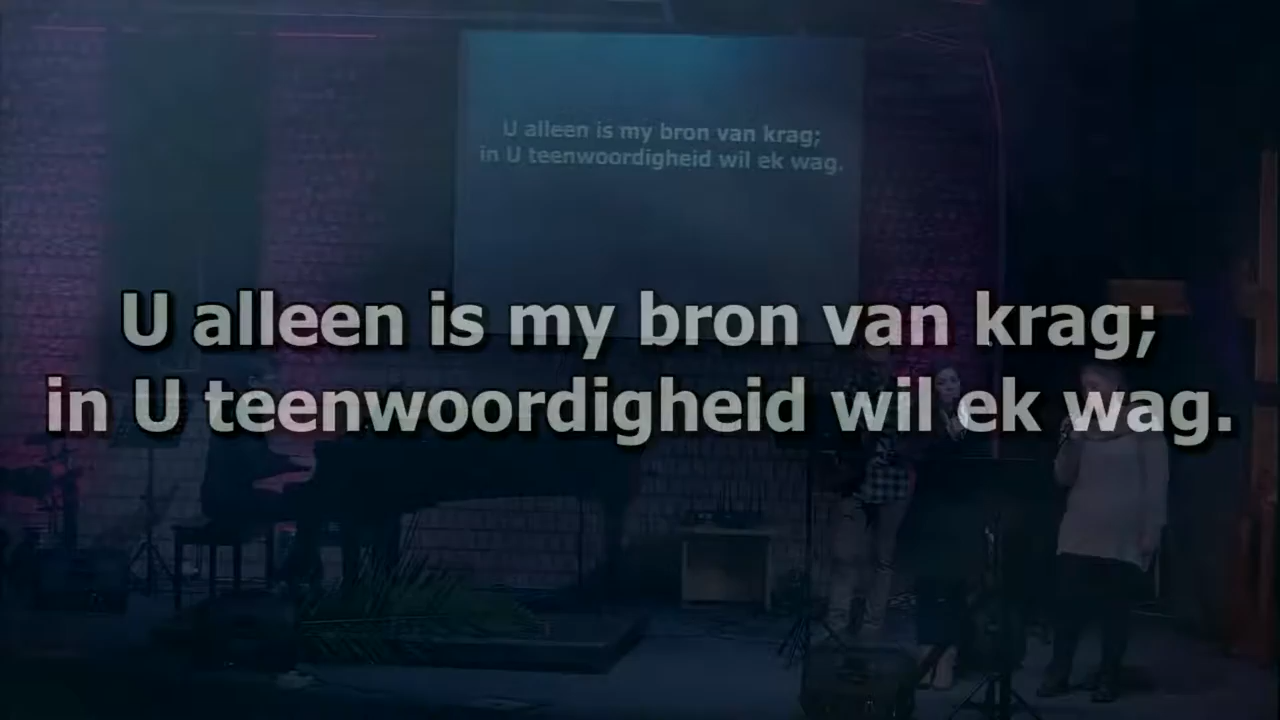 U alleen is my bron van krag;
in U teenwoordigheid wil ek wag.
U alleen is my bron van krag;
in U teenwoordigheid wil ek wag.